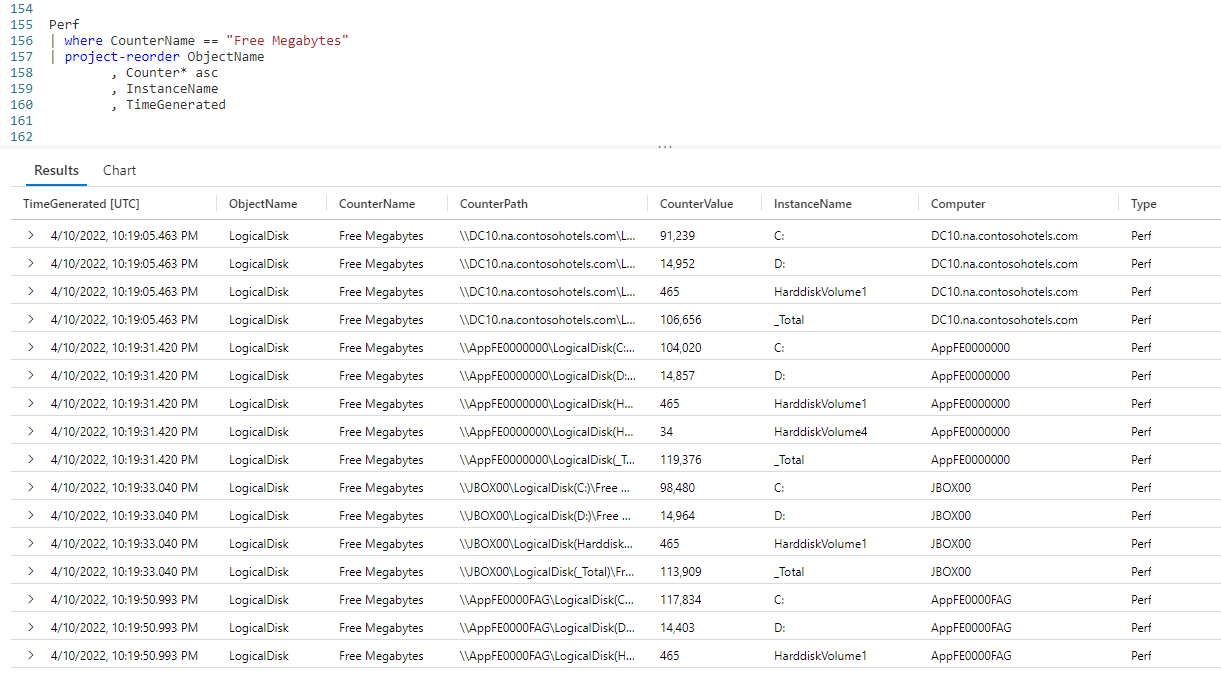 154
155 Perf
156 | where CounterName == "Free Megabytes"
157 | project-reorder ObjectName
158 , Counter* asc
159 , InstanceName
160 , TimeGenerated
161
162
...
Results Chart
TimeGenerated [UTC] ObjectName CounterName CounterPath CounterValue InstanceName Computer Type
> 4/10/2022, 10:19:05.463 PM LogicalDisk Free Megabytes \\DC10.na.contosohotels.com\L... 91,239 C: DC10.na.contosohotels.com Perf
> 4/10/2022, 10:19:05.463 PM LogicalDisk Free Megabytes \\DC10.na.contosohotels.com\L... 14,952 D: DC10.na.contosohotels.com Perf
> 4/10/2022, 10:19:05.463 PM LogicalDisk Free Megabytes \\DC10.na.contosohotels.com\L... 465 HarddiskVolume1 DC10.na.contosohotels.com Perf
> 4/10/2022, 10:19:05.463 PM LogicalDisk Free Megabytes \\DC10.na.contosohotels.com\L... 106,656 _Total DC10.na.contosohotels.com Perf
> 4/10/2022, 10:19:31.420 PM LogicalDisk Free Megabytes \\AppFE0000000\LogicalDisk(C:... 104,020 C: AppFE0000000 Perf
> 4/10/2022, 10:19:31.420 PM LogicalDisk Free Megabytes \\AppFE0000000\LogicalDisk(D:... 14,857 D: AppFE0000000 Perf
> 4/10/2022, 10:19:31.420 PM LogicalDisk Free Megabytes \\AppFE0000000\LogicalDisk(H... 465 HarddiskVolume1 AppFE0000000 Perf
> 4/10/2022, 10:19:31.420 PM LogicalDisk Free Megabytes \\AppFE0000000\LogicalDisk(H... 34 HarddiskVolume4 AppFE0000000 Perf
> 4/10/2022, 10:19:31.420 PM LogicalDisk Free Megabytes \\AppFE0000000\LogicalDisk(_T... 119,376 _Total AppFE0000000 Perf
> 4/10/2022, 10:19:33.040 PM LogicalDisk Free Megabytes \\JBOX00\LogicalDisk(C:)\Free ... 98,480 C: JBOX00 Perf
> 4/10/2022, 10:19:33.040 PM LogicalDisk Free Megabytes \\JBOX00\LogicalDisk(D:)\Free ... 14,964 D: JBOX00 Perf
> 4/10/2022, 10:19:33.040 PM LogicalDisk Free Megabytes \\JBOX00\LogicalDisk(Harddisk... 465 HarddiskVolume1 JBOX00 Perf
> 4/10/2022, 10:19:33.040 PM LogicalDisk Free Megabytes \\JBOX00\LogicalDisk(_Total)\Fr... 113,909 _Total JBOX00 Perf
> 4/10/2022, 10:19:50.993 PM LogicalDisk Free Megabytes \\AppFE0000FAG\LogicalDisk(C... 117,834 C: AppFE0000FAG Perf
> 4/10/2022, 10:19:50.993 PM LogicalDisk Free Megabytes \\AppFE0000FAG\LogicalDisk(D... 14,403 D: AppFE0000FAG Perf
> 4/10/2022, 10:19:50.993 PM LogicalDisk Free Megabytes \\AppFE0000FAG\LogicalDisk(H... 465 HarddiskVolume1 AppFE0000FAG Perf